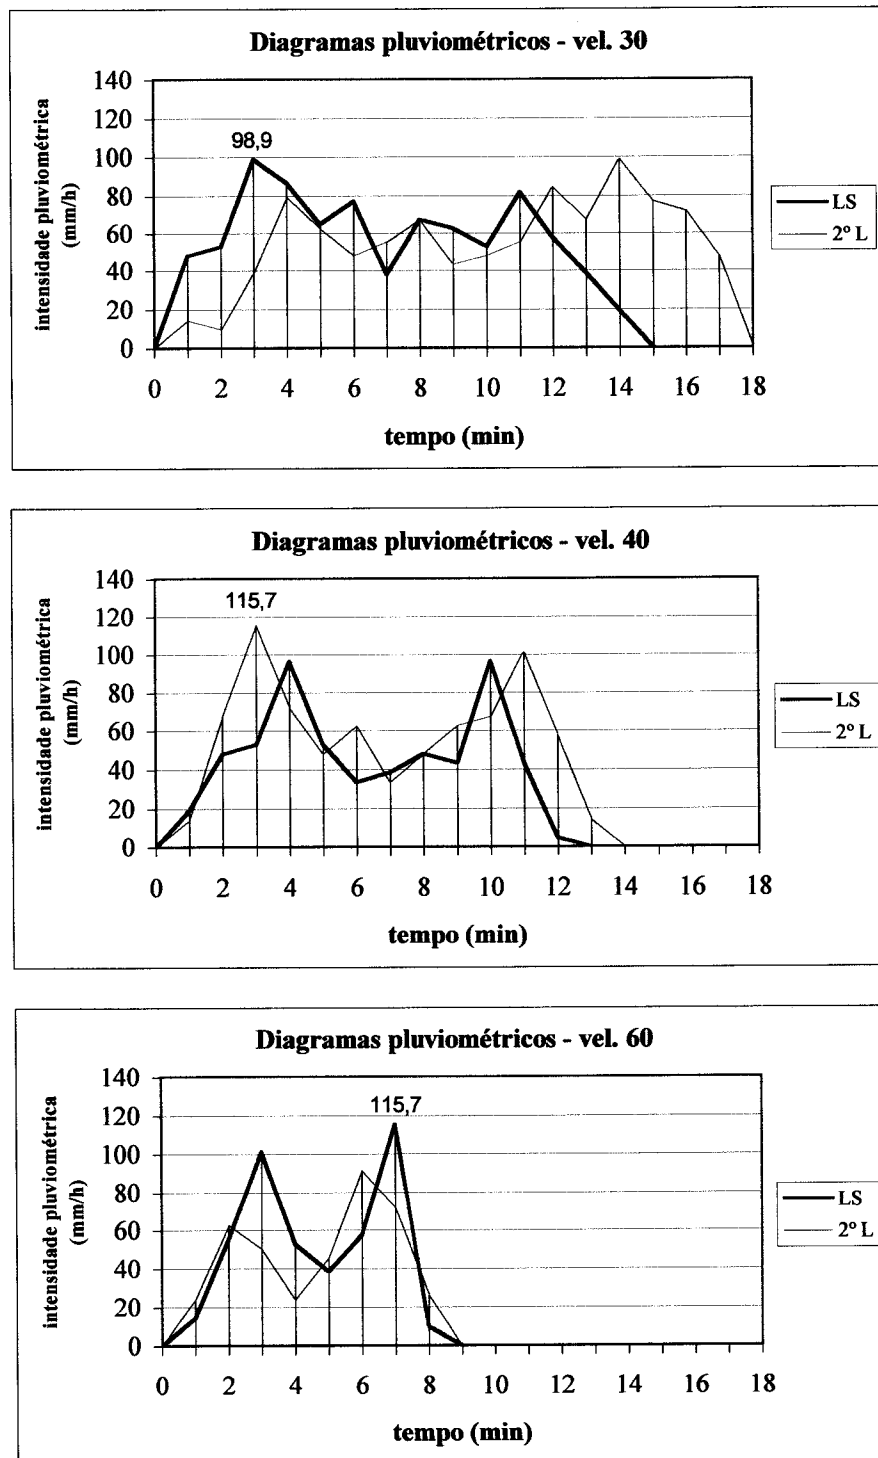 Diagramas pluviométricos - vel. 30
intensidade pluviométrica
(mm/h)
140
120
100
80
60
40
20
0
98,9
0 2 4 6 8 10 12 14 16 18
tempo (min)
LS
2º L
Diagramas pluviométricos - vel. 40
intensidade pluviométrica
(mm/h)
140
120
100
80
60
40
20
0
115,7
0 2 4 6 8 10 12 14 16 18
tempo (min)
LS
2º L
Diagramas pluviométricos - vel. 60
intensidade pluviométrica
(mm/h)
140
120
100
80
60
40
20
0
115,7
0 2 4 6 8 10 12 14 16 18
tempo (min)
LS
2º L